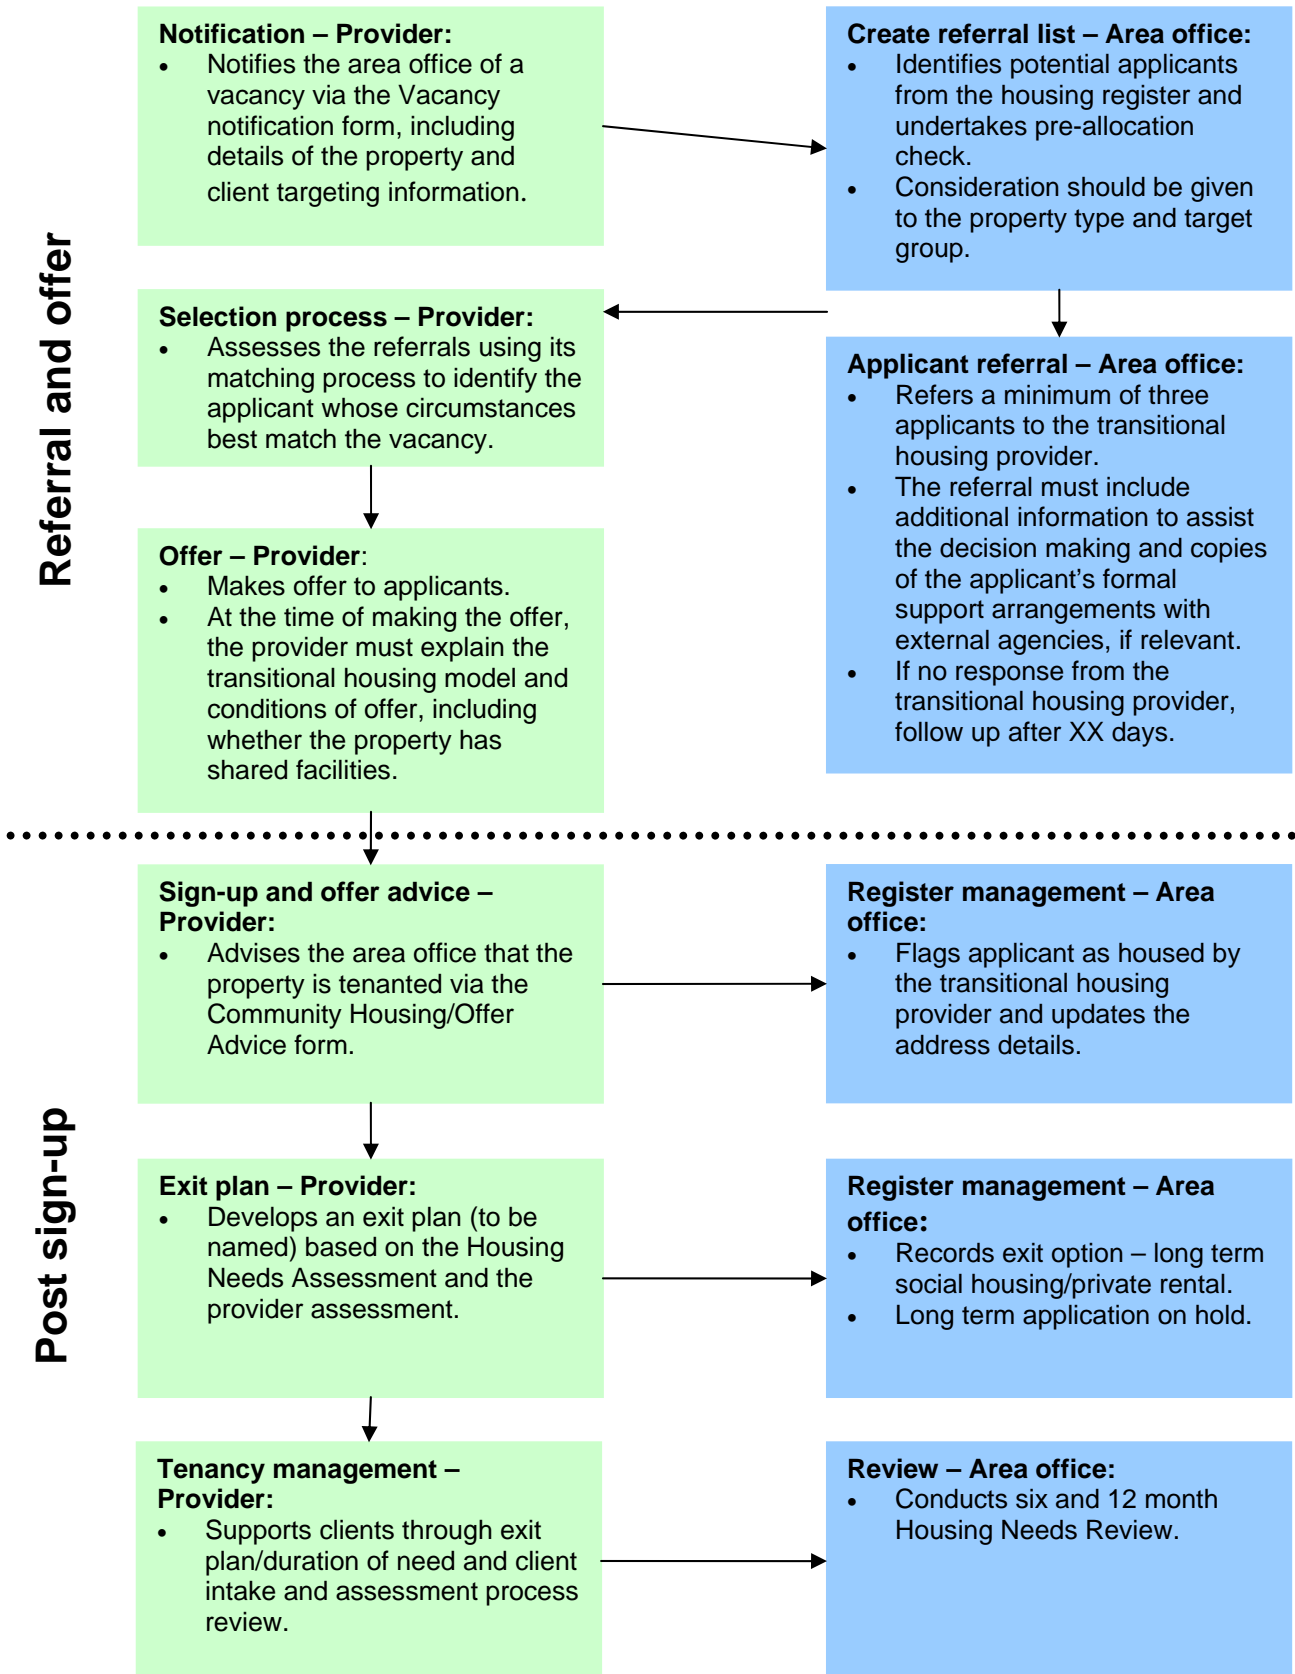 Referral and offer
Notification – Provider:
• Notifies the area office of a
vacancy via the Vacancy
notification form, including
details of the property and
client targeting information.
Create referral list – Area office:
• Identifies potential applicants
from the housing register and
undertakes pre-allocation
check.
• Consideration should be given
to the property type and target
group.
Selection process – Provider:
• Assesses the referrals using its
matching process to identify the
applicant whose circumstances
best match the vacancy.
Applicant referral – Area office:
• Refers a minimum of three
applicants to the transitional
housing provider.
• The referral must include
additional information to assist
the decision making and copies
of the applicant’s formal
support arrangements with
external agencies, if relevant.
• If no response from the
transitional housing provider,
follow up after XX days.
Offer – Provider:
• Makes offer to applicants.
• At the time of making the offer,
the provider must explain the
transitional housing model and
conditions of offer, including
whether the property has
shared facilities.
Post sign-up
Sign-up and offer advice –
Provider:
• Advises the area office that the
property is tenanted via the
Community Housing/Offer
Advice form.
Register management – Area
office:
• Flags applicant as housed by
the transitional housing
provider and updates the
address details.
Exit plan – Provider:
• Develops an exit plan (to be
named) based on the Housing
Needs Assessment and the
provider assessment.
Register management – Area
office:
• Records exit option – long term
social housing/private rental.
• Long term application on hold.
Tenancy management –
Provider:
• Supports clients through exit
plan/duration of need and client
intake and assessment process
review.
Review – Area office:
• Conducts six and 12 month
Housing Needs Review.